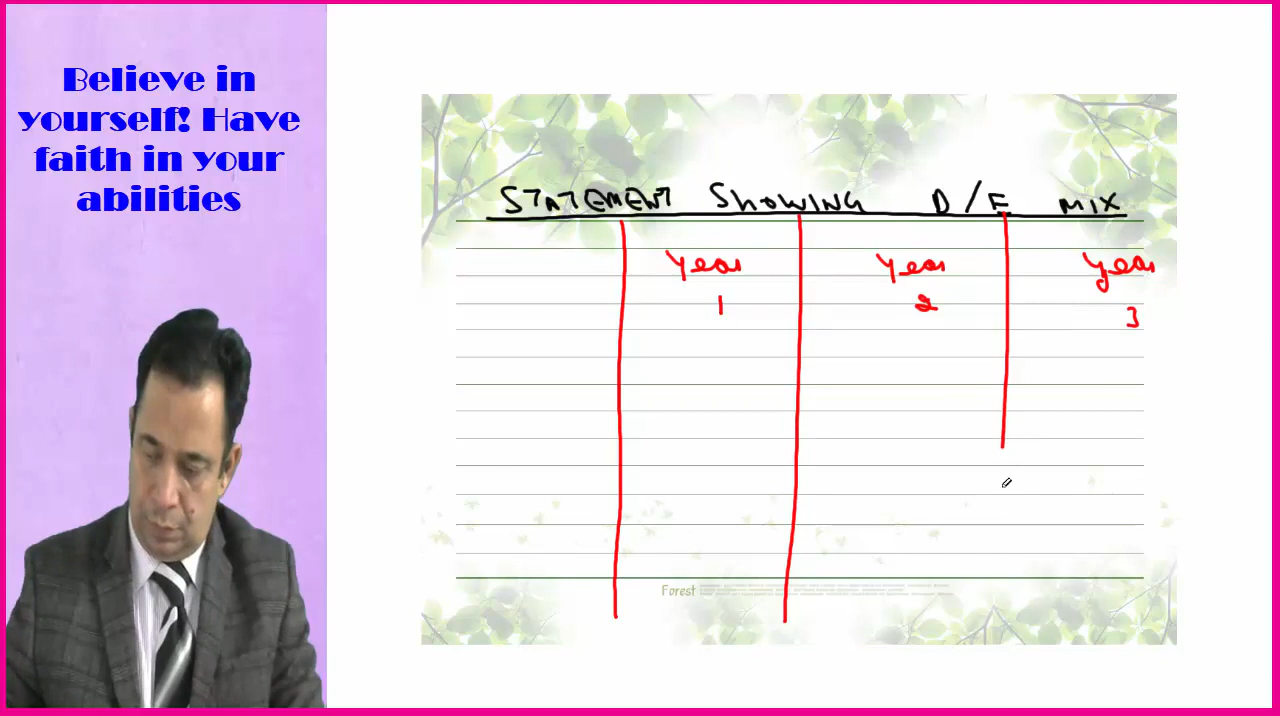 Believe in
yourself! Have
faith in your
abilities
STATEMENT SHOWING D/E MIX
Year Year Year
1 2 3
Forest